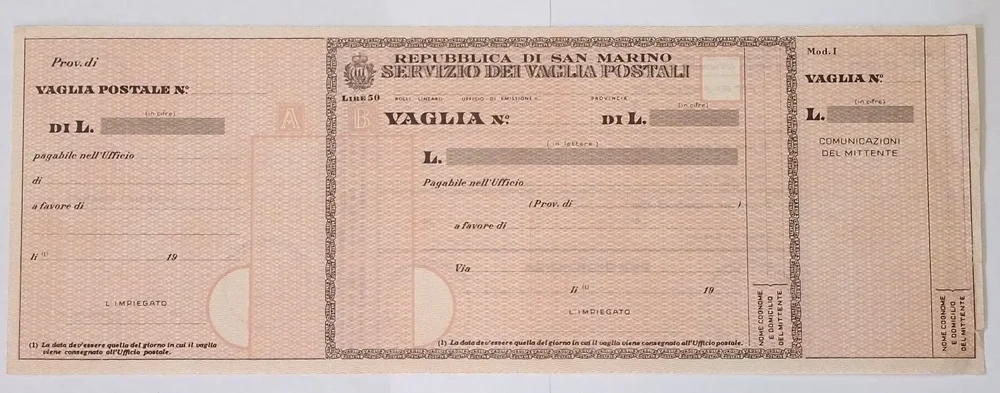 Prov. di
VAGLIA POSTALE N.º
(in cifre)
DI L.
pagabile nell'Ufficio
di
a favore di
li (1) 19
L'IMPIEGATO
(1) La data dev'essere quella del giorno in cui il vaglia
viene consegnato all'Ufficio postale.
A
B
REPUBBLICA DI SAN MARINO
SERVIZIO DEI VAGLIA POSTALI
LIRE 50
BOLLI LINEARI UFFICIO DI EMISSIONE PROVINCIA
(in cifre)
VAGLIA N.º DI L.
(in lettere)
L.
Pagabile nell'Ufficio
(Prov. di )
a favore di
Via
li (1) 19
L'IMPIEGATO
(1) La data dev'essere quella del giorno in cui il vaglia viene consegnato all'Ufficio postale.
NOME COGNOME
E DOMICILIO
DEL MITTENTE
Mod. I
VAGLIA N.º
(in cifre)
L.
COMUNICAZIONI
DEL MITTENTE
NOME COGNOME
E DOMICILIO
DEL MITTENTE